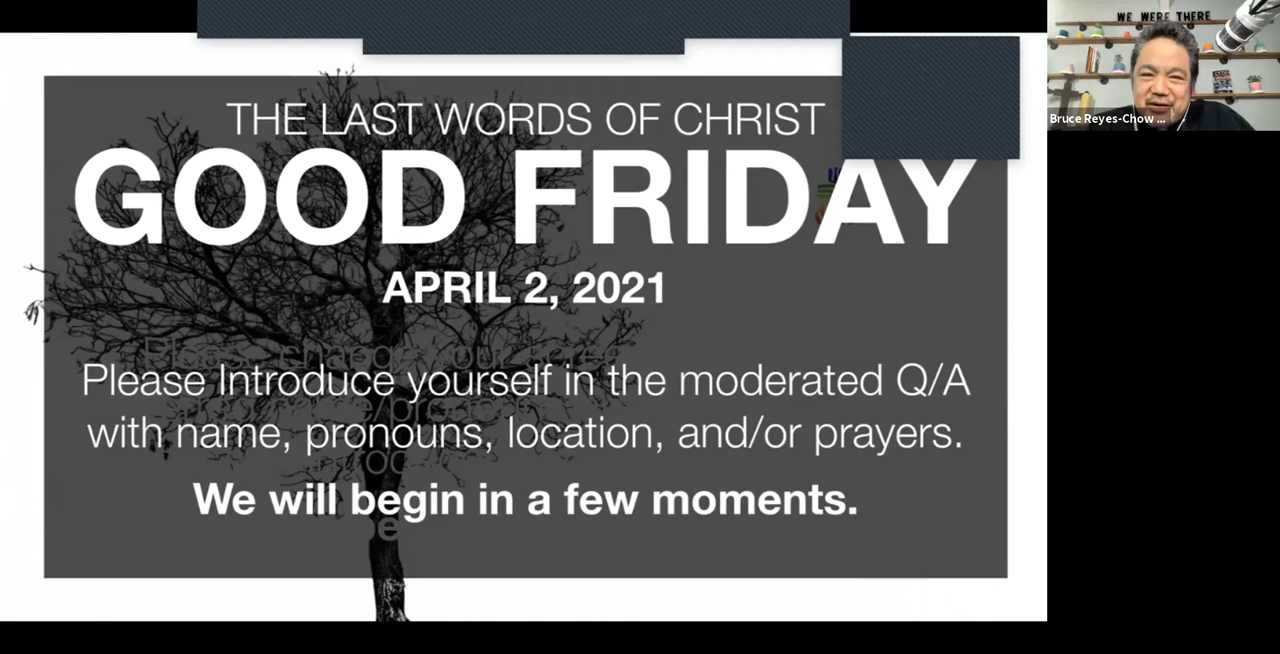 THE LAST WORDS OF CHRIST
GOOD FRIDAY
APRIL 2, 2021
Please Introduce yourself in the moderated Q/A
with name, pronouns, location, and/or prayers.
We will begin in a few moments.
WE WERE THERE
Bruce Reyes-Chow ...